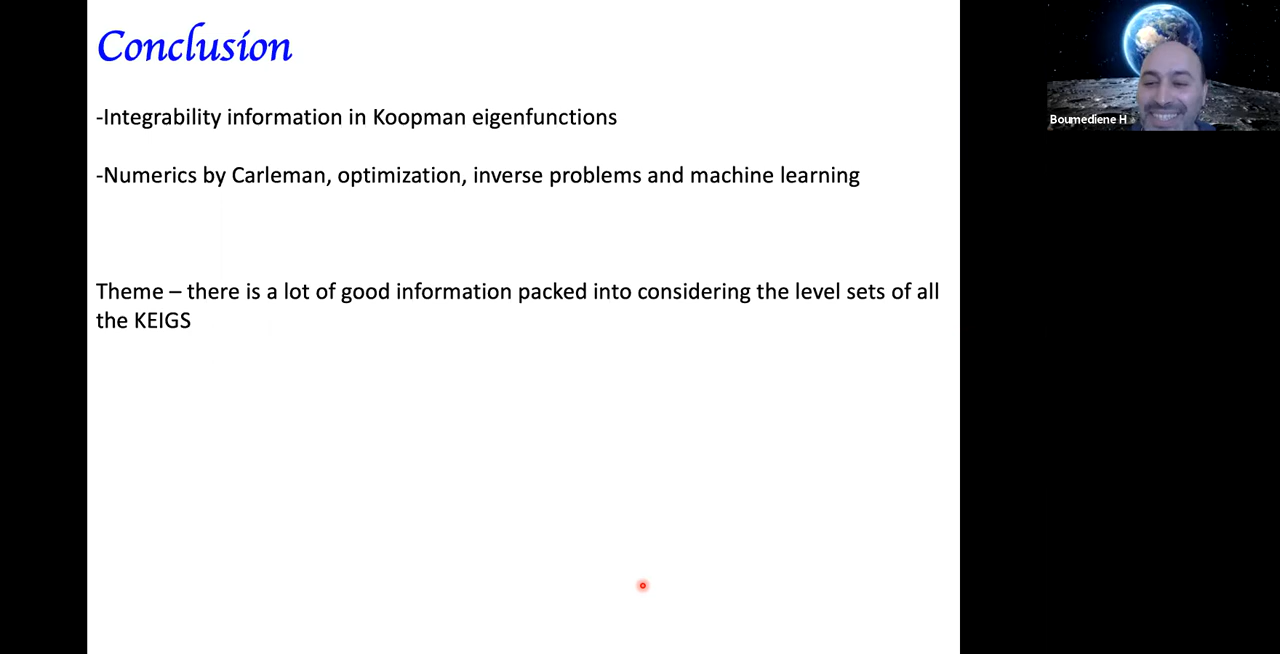 Conclusion
-Integrability information in Koopman eigenfunctions
-Numerics by Carleman, optimization, inverse problems and machine learning
Theme – there is a lot of good information packed into considering the level sets of all
the KEIGS
Boumediene H